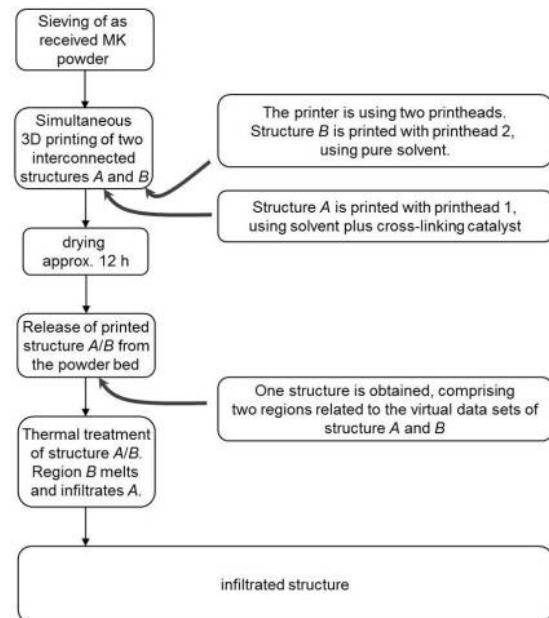 Sieving of as
received MK
powder
Simultaneous
3D printing of two
interconnected
structures A and B
The printer is using two printheads.
Structure B is printed with printhead 2,
using pure solvent.
Structure A is printed with printhead 1,
using solvent plus cross-linking catalyst
drying
approx. 12 h
Release of printed
structure A/B from
the powder bed
One structure is obtained, comprising
two regions related to the virtual data sets of
structure A and B
Thermal treatment
of structure A/B.
Region B melts
and infiltrates A.
infiltrated structure